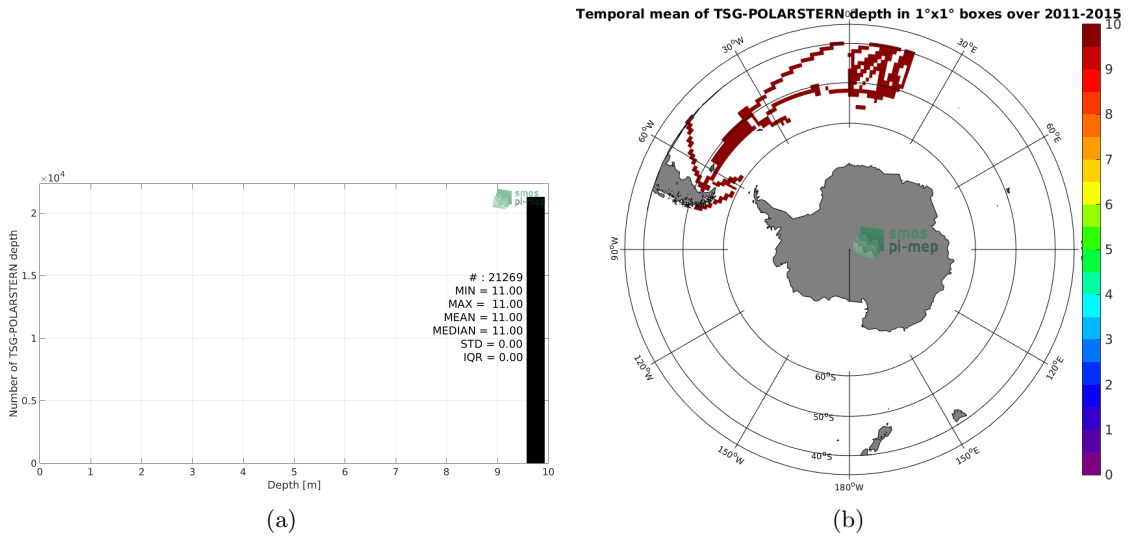 Temporal mean of TSG-POLARSTERN depth in 1°x1° boxes over 2011-2015
×10⁴
2
1.5
1
0.5
0
Number of TSG-POLARSTERN depth
smos
# : 21269
MIN = 11.00
MAX = 11.00
MEAN = 11.00
MEDIAN = 11.00
STD = 0.00
IQR = 0.00
0 1 2 3 4 5 6 7 8 9 10
Depth [m]
(a)
30°W
30°E
60°W
60°E
90°W
120°W
120°E
150°W
150°E
180°W
60°S
50°S
40°S
smos
pi-mep
10
9
8
7
6
5
4
3
2
1
0
(b)